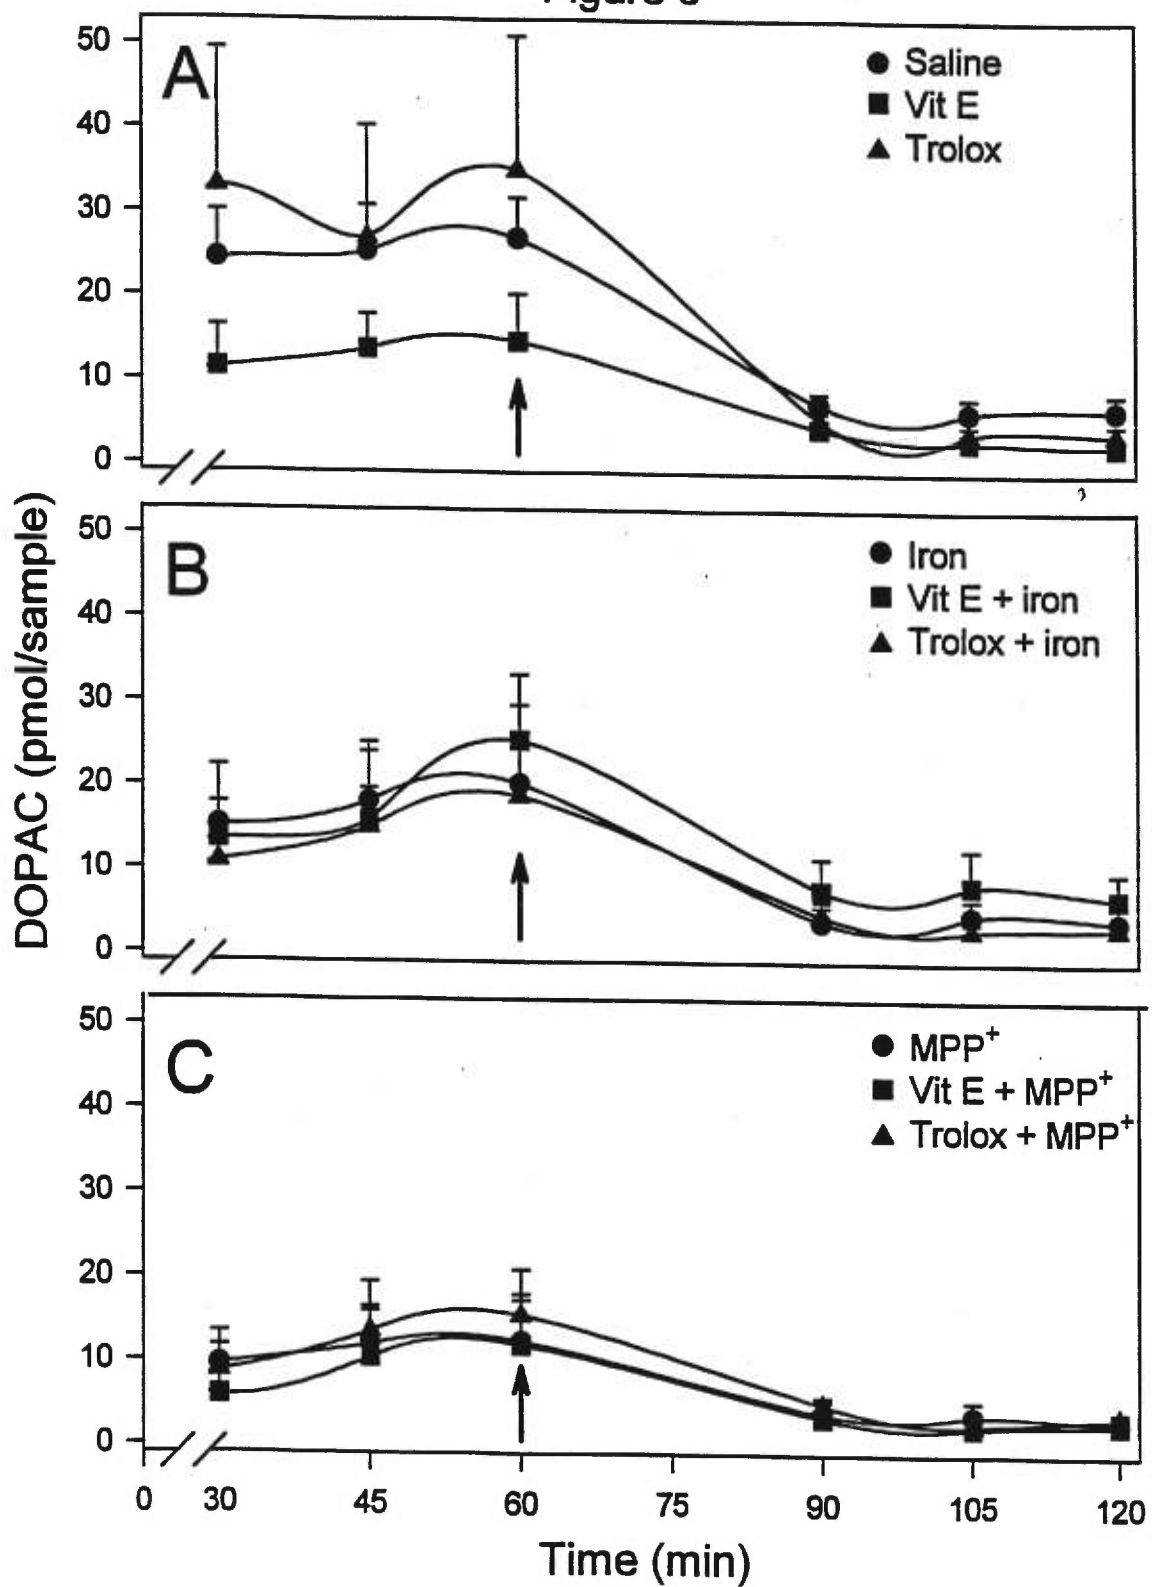 50
A
● Saline
■ Vit E
▲ Trolox
40
30
20
10
0
DOPAC (pmol/sample)
50
B
● Iron
■ Vit E + iron
▲ Trolox + iron
40
30
20
10
0
50
C
● MPP⁺
■ Vit E + MPP⁺
▲ Trolox + MPP⁺
40
30
20
10
0
0 30 45 60 75 90 105 120
Time (min)